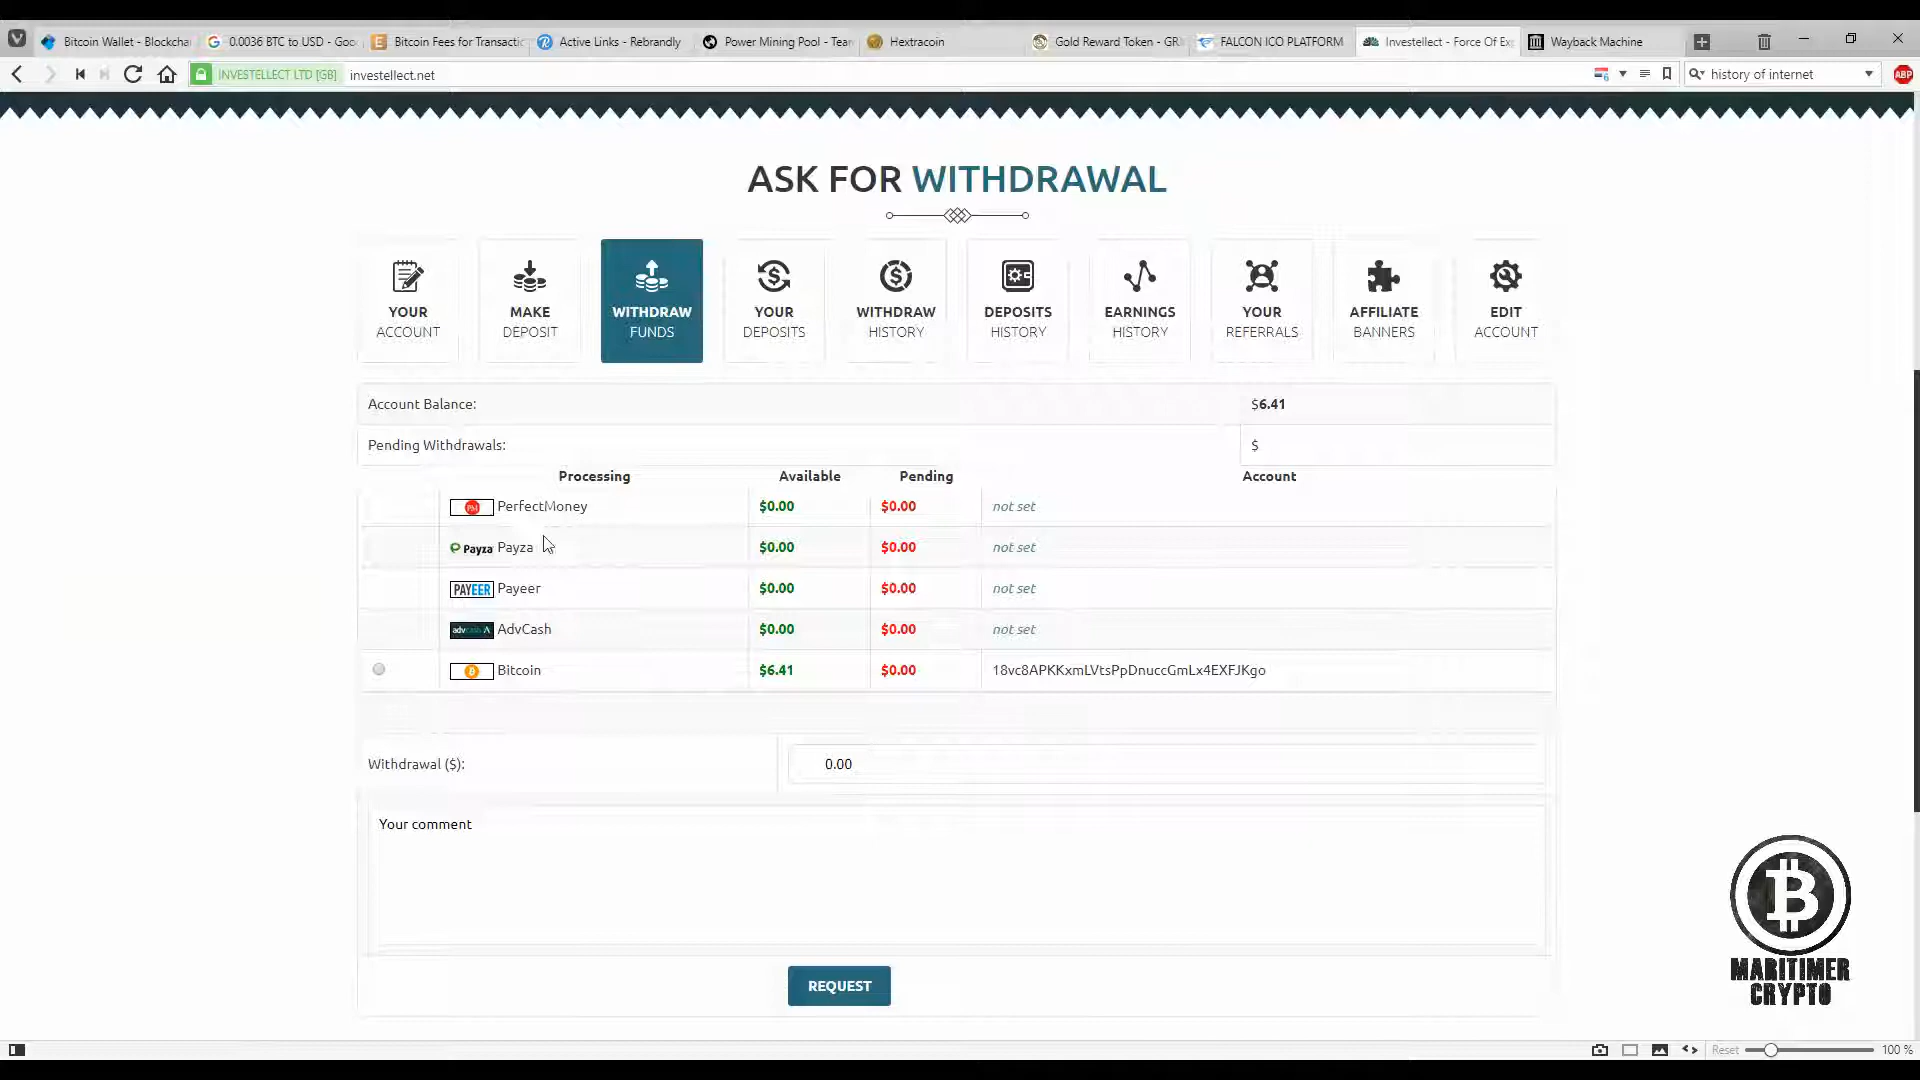 Bitcoin Wallet - Blockcha
0.0036 BTC to USD - Goo
Bitcoin Fees for Transactic
Active Links - Rebrandly
Power Mining Pool - Tear
Hextracoin
Gold Reward Token - GR
FALCON ICO PLATFORM
Investellect - Force Of Ex
Wayback Machine
INVESTELLECT LTD [GB]
investellect.net
history of internet
ABP
ASK FOR WITHDRAWAL
YOUR ACCOUNT
MAKE DEPOSIT
WITHDRAW FUNDS
YOUR DEPOSITS
WITHDRAW HISTORY
DEPOSITS HISTORY
EARNINGS HISTORY
YOUR REFERRALS
AFFILIATE BANNERS
EDIT ACCOUNT
Account Balance: $6.41
Pending Withdrawals: $
Processing Available Pending Account
PM PerfectMoney $0.00 $0.00 not set
Payza Payza $0.00 $0.00 not set
PAYEER Payeer $0.00 $0.00 not set
advcash AdvCash $0.00 $0.00 not set
Bitcoin $6.41 $0.00 18vc8APKKxmLVtsPpDnuccGmLx4EXFJKgo
Withdrawal ($): 0.00
Your comment
REQUEST
MARITIMER
CRYPTO
Reset 100 %